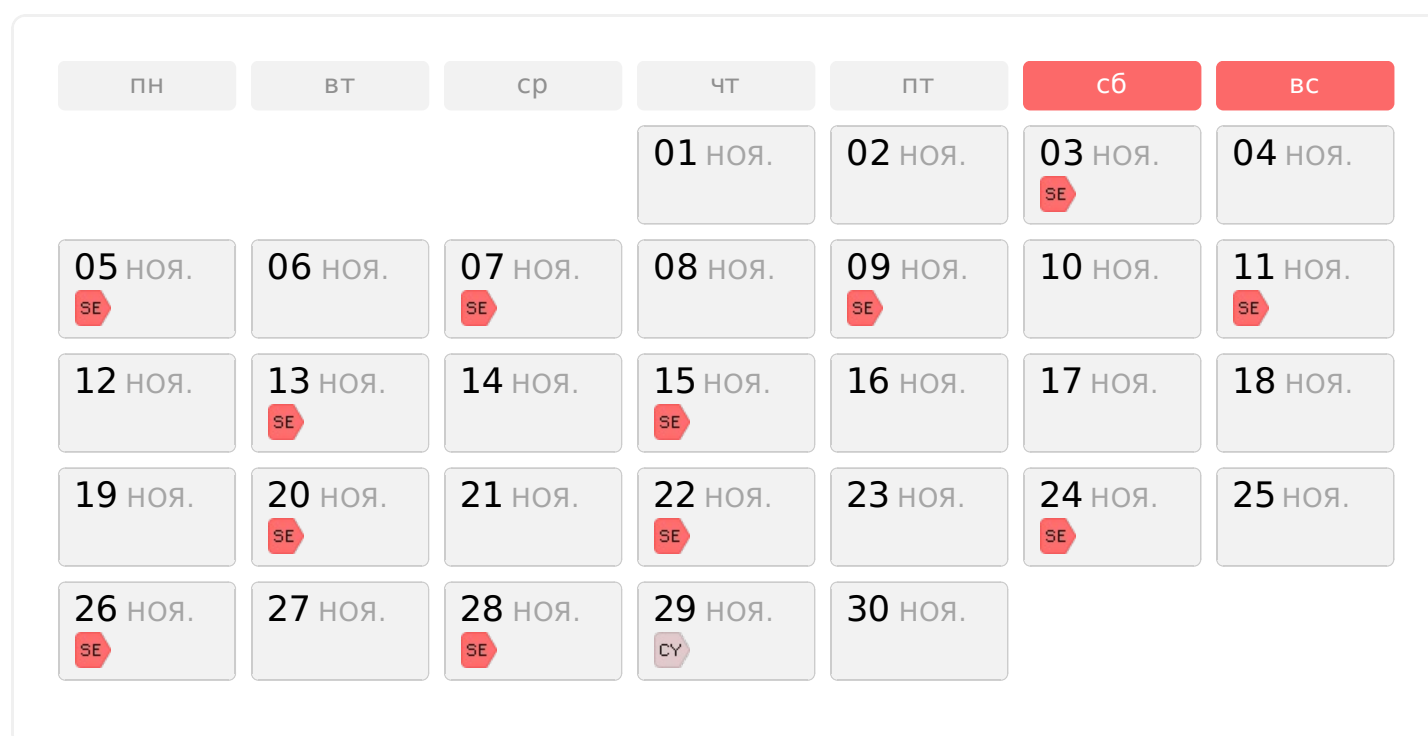 пн вт ср чт пт сб вс
01 НОЯ. 02 НОЯ. 03 НОЯ. 04 НОЯ.
SE
05 НОЯ. 06 НОЯ. 07 НОЯ. 08 НОЯ. 09 НОЯ. 10 НОЯ. 11 НОЯ.
SE SE SE SE
12 НОЯ. 13 НОЯ. 14 НОЯ. 15 НОЯ. 16 НОЯ. 17 НОЯ. 18 НОЯ.
SE SE
19 НОЯ. 20 НОЯ. 21 НОЯ. 22 НОЯ. 23 НОЯ. 24 НОЯ. 25 НОЯ.
SE SE SE
26 НОЯ. 27 НОЯ. 28 НОЯ. 29 НОЯ. 30 НОЯ.
SE SE CY